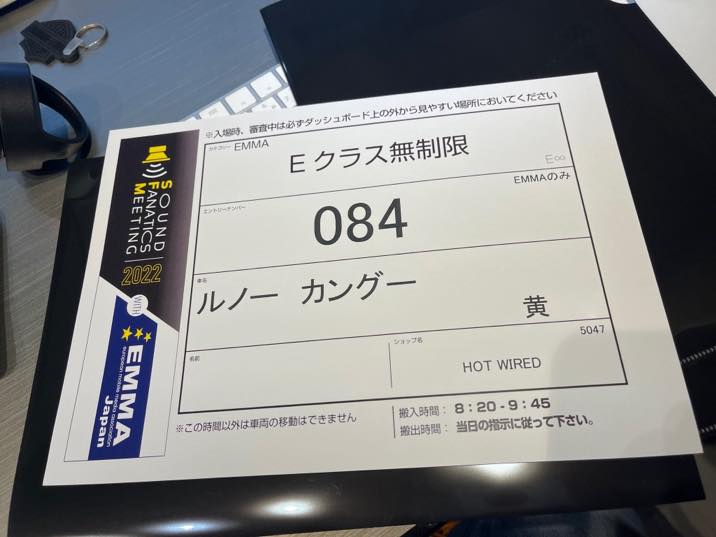 ※入場時、審査中は必ずダッシュボード上の外から見やすい場所においてください
カテゴリー EMMA
E クラス無制限
E∞
エントリーナンバー
EMMAのみ
084
車名
ルノー カングー
黄
名前
ショップ名
5047
HOT WIRED
※この時間以外は車両の移動はできません
搬入時間： 8：20 - 9：45
搬出時間： 当日の指示に従って下さい。
SOUND
FANATICS
MEETING
2022
WITH
EMMA
european mobile media association
Japan